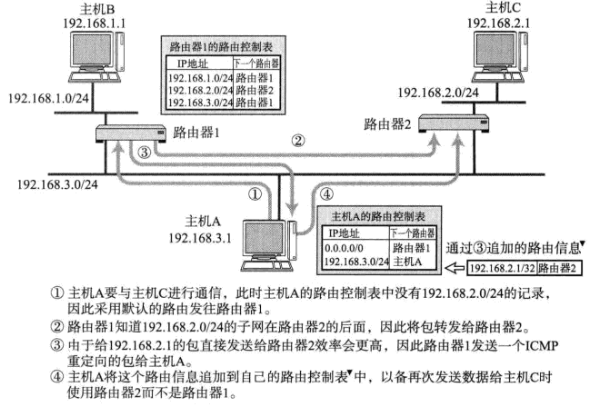 主机B
192.168.1.1
主机C
192.168.2.1
路由器1的路由控制表
IP地址 下一个路由器
192.168.1.0/24 路由器1
192.168.2.0/24 路由器2
192.168.3.0/24 路由器1
192.168.1.0/24
192.168.2.0/24
路由器1
路由器2
②
③
192.168.3.0/24
①
④
主机A
192.168.3.1
主机A的路由控制表
IP地址 下一个路由器
0.0.0.0/0 路由器1
192.168.3.0/24 主机A
通过③追加的路由信息▼
192.168.2.1/32 路由器2
① 主机A要与主机C进行通信，此时主机A的路由控制表中没有192.168.2.0/24的记录，
因此采用默认的路由发往路由器1。
② 路由器1知道192.168.2.0/24的子网在路由器2的后面，因此将包转发给路由器2。
③ 由于给192.168.2.1的包直接发送给路由器2效率会更高，因此路由器1发送一个ICMP
重定向的包给主机A。
④ 主机A将这个路由信息追加到自己的路由控制表▼中，以备再次发送数据给主机C时
使用路由器2而不是路由器1。